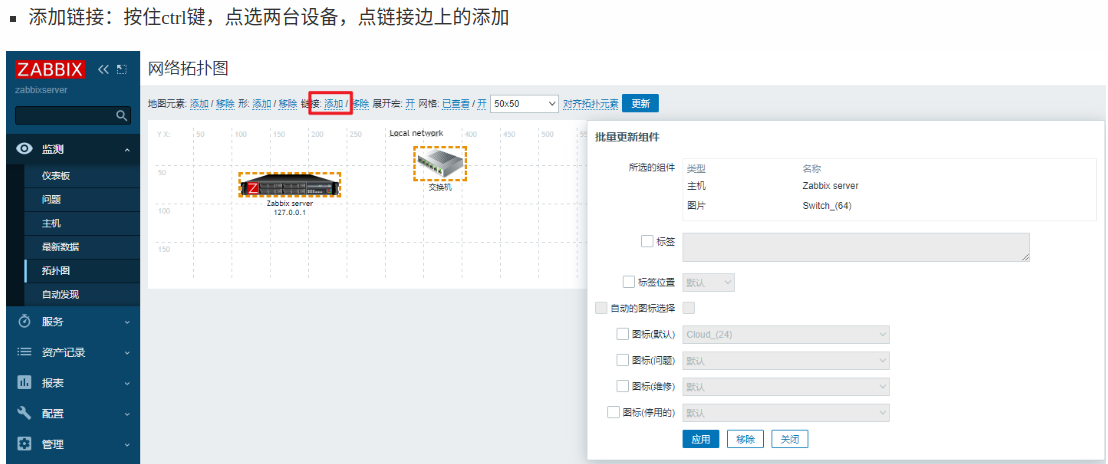 ▪ 添加链接：按住ctrl键，点选两台设备，点链接边上的添加
ZABBIX
zabbixserver
监测
仪表板
问题
主机
最新数据
拓扑图
自动发现
服务
资产记录
报表
配置
管理
网络拓扑图
地图元素: 添加 / 移除 形: 添加 / 移除 链接: 添加 / 移除 展开宏: 开 网格: 已查看 / 开 50x50 对齐拓扑元素 更新
Y X: 50 100 150 200 250 400 450 500 55
50
100
150
Local network
交换机
Zabbix server
127.0.0.1
批量更新组件
所选的组件 类型 名称
主机 Zabbix server
图片 Switch_(64)
标签
标签位置 默认
自动的图标选择
图标(默认) Cloud_(24)
图标(问题) 默认
图标(维修) 默认
图标(停用的) 默认
应用 移除 关闭